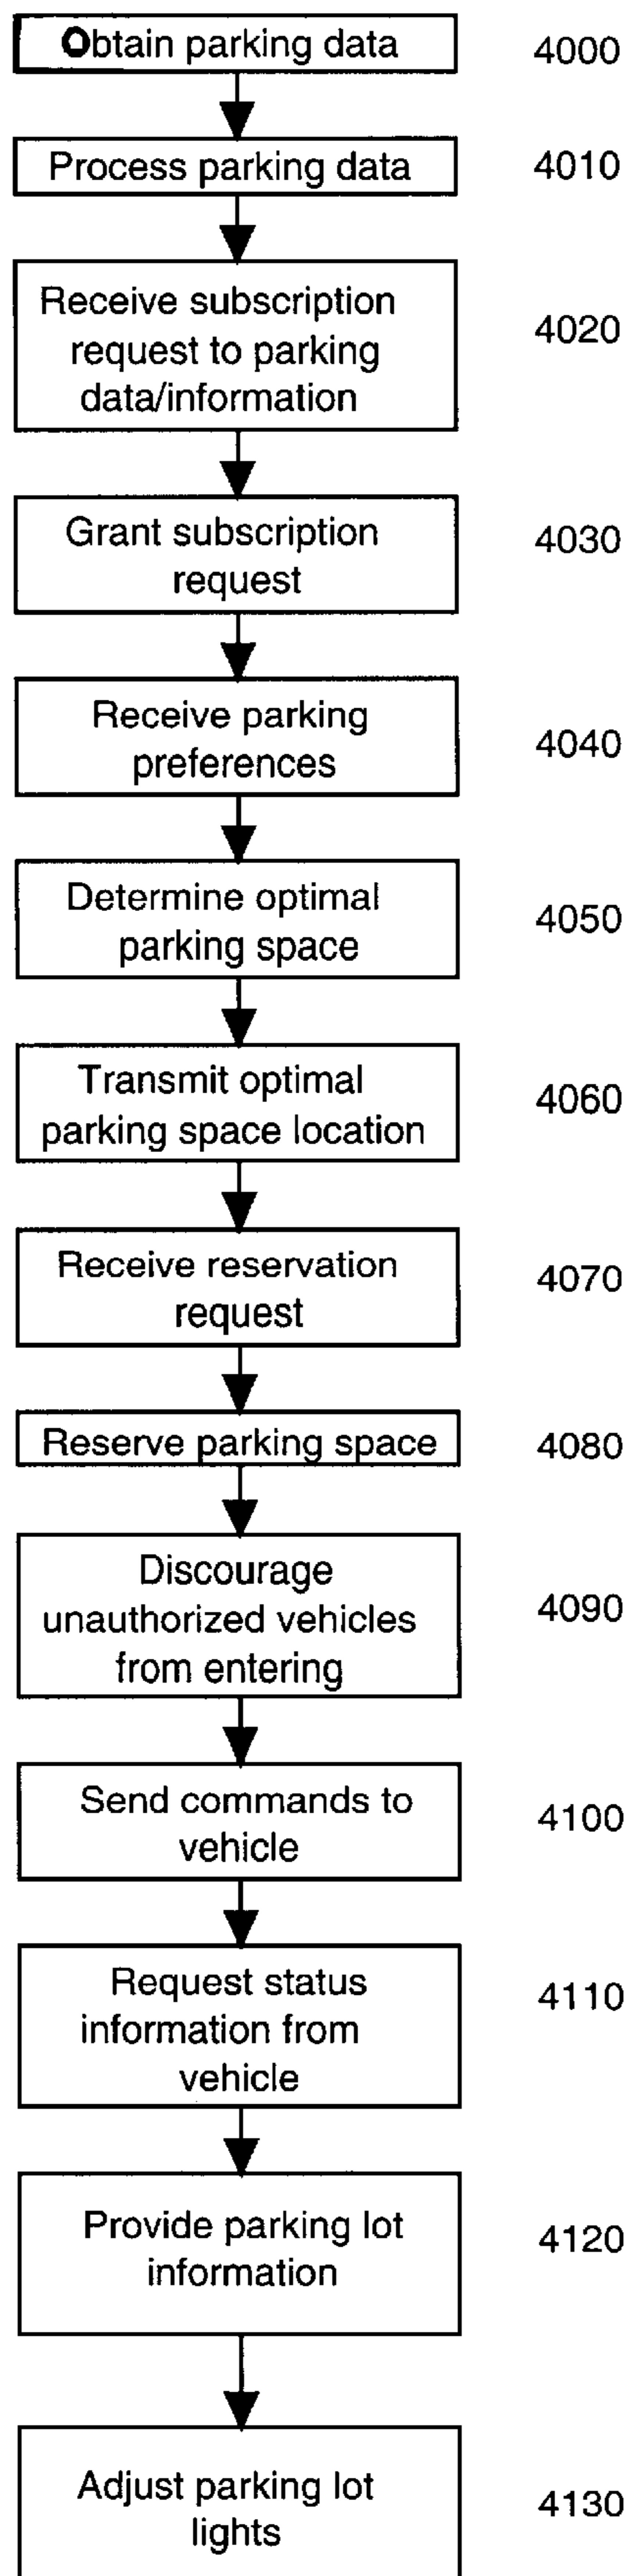 Obtain parking data 4000
Process parking data 4010
Receive subscription
request to parking 4020
data/information
Grant subscription 4030
request
Receive parking 4040
preferences
Determine optimal 4050
parking space
Transmit optimal 4060
parking space location
Receive reservation 4070
request
Reserve parking space 4080
Discourage
unauthorized vehicles 4090
from entering
Send commands to 4100
vehicle
Request status 4110
information from
vehicle
Provide parking lot 4120
information
Adjust parking lot 4130
lights